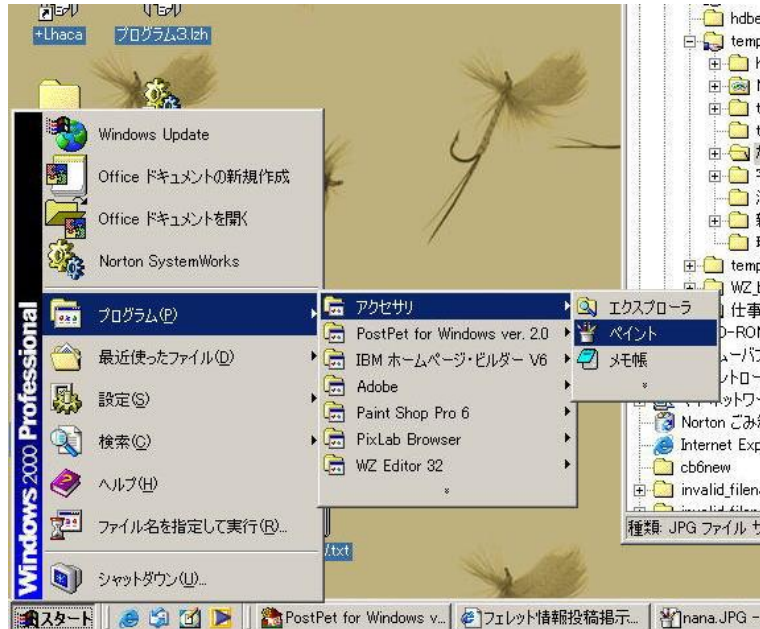 +Lhaca
プログラム3.lzh
Windows Update
Office ドキュメントの新規作成
Office ドキュメントを開く
Norton SystemWorks
プログラム(P)
最近使ったファイル(D)
設定(S)
検索(C)
ヘルプ(H)
ファイル名を指定して実行(R)...
シャットダウン(U)...
Windows 2000 Professional
アクセサリ
PostPet for Windows ver. 2.0
IBM ホームページ・ビルダー V6
Adobe
Paint Shop Pro 6
PixLab Browser
WZ Editor 32
エクスプローラ
ペイント
メモ帳
.txt
hdbe
temp
temp
WZ_E
仕事
Norton ごみ
Internet Exp
cb6new
invalid_filen
種類: JPG ファイル サ
スタート
PostPet for Windows v...
フェレット情報投稿掲示...
nana.JPG -